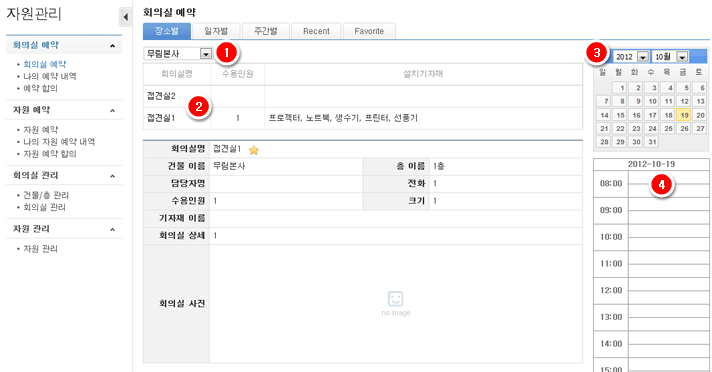 자원관리
회의실 예약
회의실 예약
나의 예약 내역
예약 합의
자원 예약
자원 예약
나의 자원 예약 내역
자원 예약 합의
회의실 관리
건물/층 관리
회의실 관리
자원 관리
자원 관리
회의실 예약
장소별 일자별 주간별 Recent Favorite
무림본사 1
회의실명 수용인원 설치기자재
접견실2
2
접견실1 1 프로젝터, 노트북, 생수기, 프린터, 선풍기
회의실명 접견실1
건물 이름 무림본사 층 이름 1층
담당자명 전화 1
수용인원 1 크기 1
기자재 이름
회의실 상세 1
회의실 사진 no image
3 2012 10월
일 월 화 수 목 금 토
1 2 3 4 5 6
7 8 9 10 11 12 13
14 15 16 17 18 19 20
21 22 23 24 25 26 27
28 29 30 31
2012-10-19
08:00 4
09:00
10:00
11:00
12:00
13:00
14:00
15:00